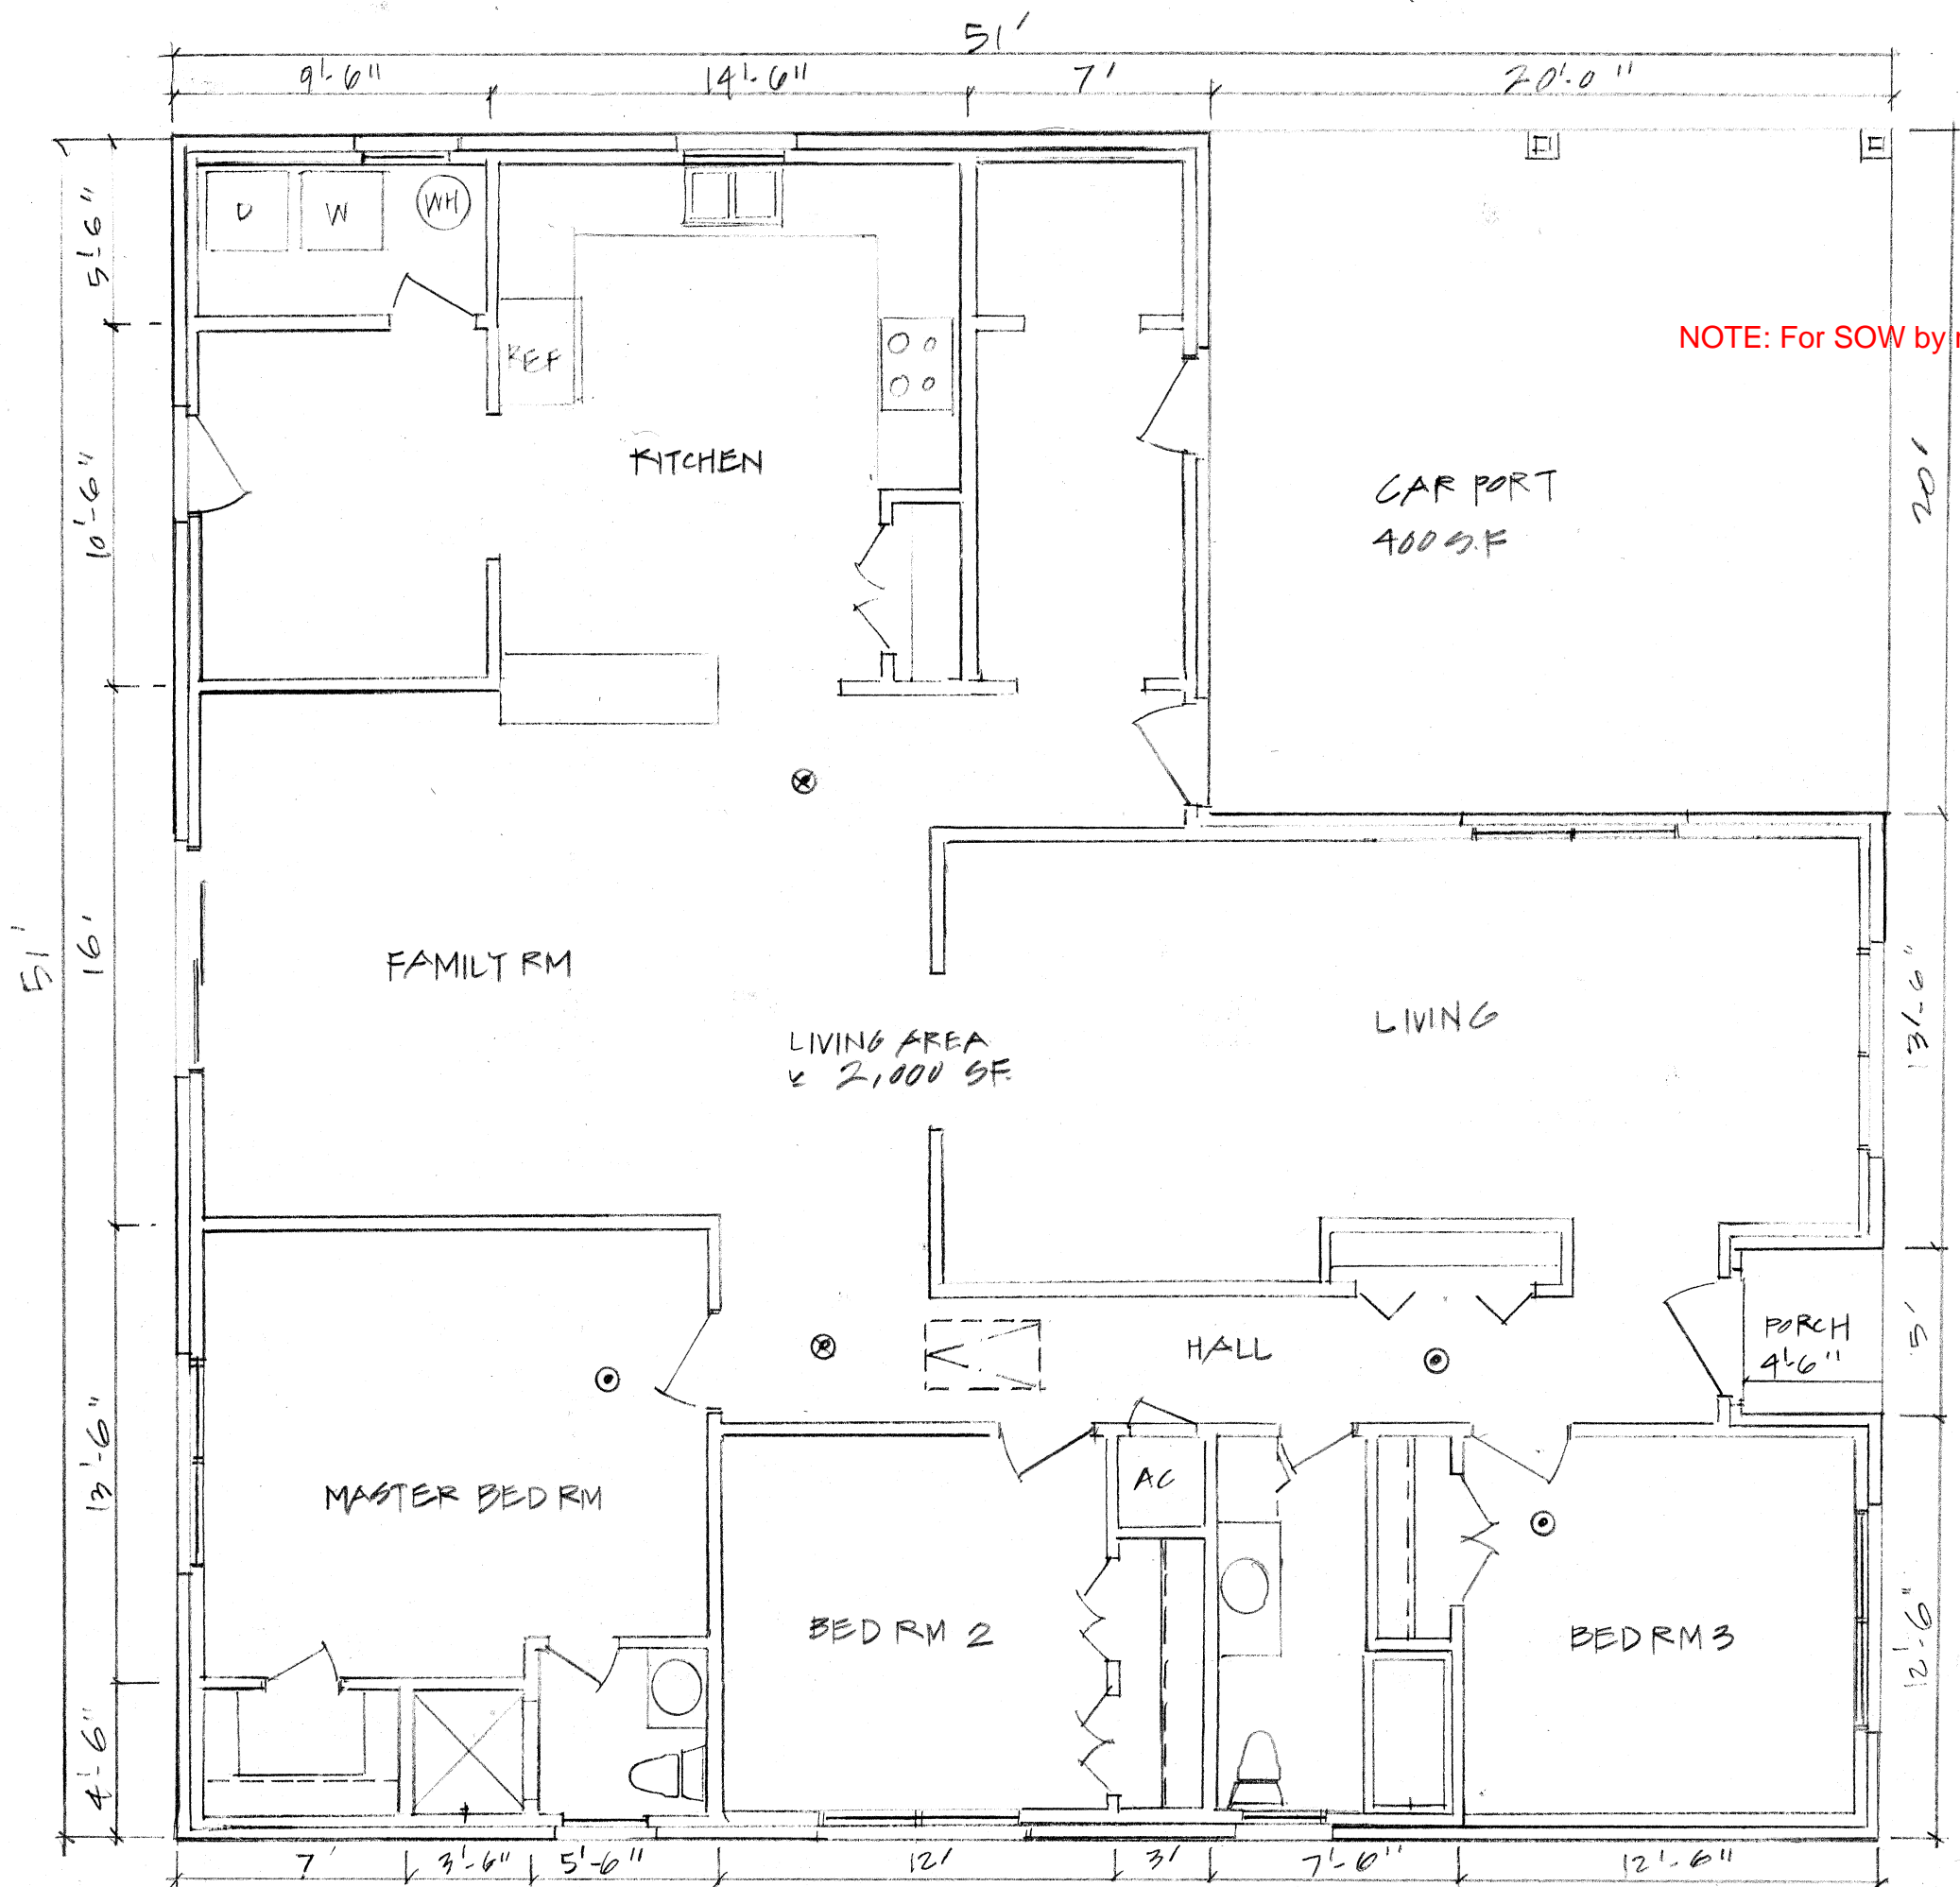 51'
9'-6" 14'-6" 7' 20'-0"
5'-6"
D W WH
REF
NOTE: For SOW by
KITCHEN
10'-6"
CAR PORT
400 S.F
20'
FAMILY RM
51'
16'
LIVING
LIVING AREA
2,000 SF.
13'-6"
HALL
PORCH
4'-6"
5'
13'-6"
MASTER BED RM
AC
BED RM 2
BED RM 3
12'-6"
4'-6"
7' 3'-6" 5'-6" 12' 3' 7'-6" 12'-6"